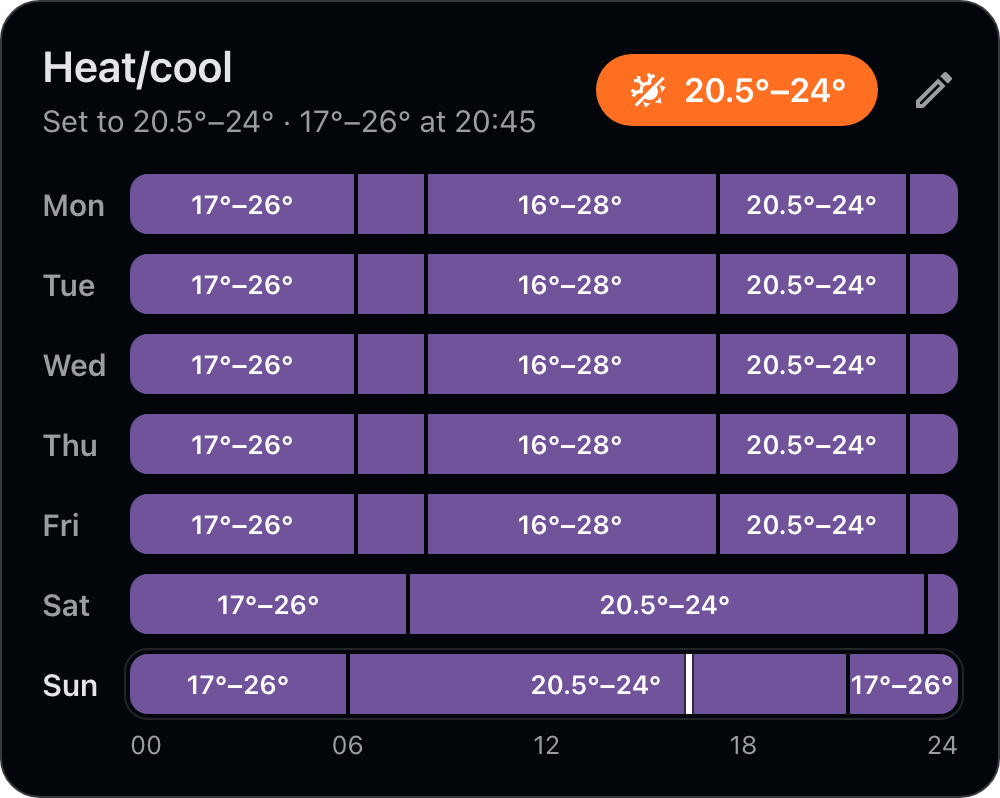 Heat/cool
20.5°–24°
Set to 20.5°–24° · 17°–26° at 20:45
Mon 17°–26° 16°–28° 20.5°–24°
Tue 17°–26° 16°–28° 20.5°–24°
Wed 17°–26° 16°–28° 20.5°–24°
Thu 17°–26° 16°–28° 20.5°–24°
Fri 17°–26° 16°–28° 20.5°–24°
Sat 17°–26° 20.5°–24°
Sun 17°–26° 20.5°–24° 17°–26°
00 06 12 18 24